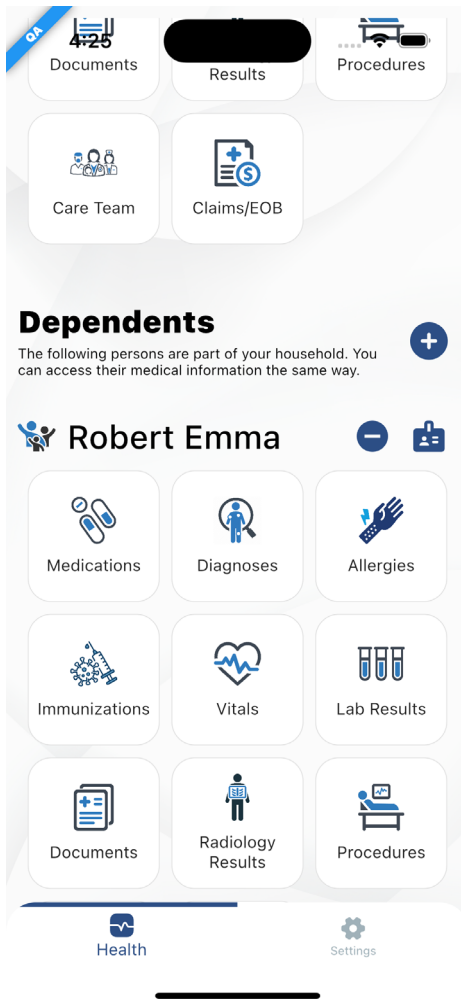 QA
4:25
Documents
Results
Procedures
Care Team
Claims/EOB
Dependents
The following persons are part of your household. You
can access their medical information the same way.
Robert Emma
Medications
Diagnoses
Allergies
Immunizations
Vitals
Lab Results
Documents
Radiology
Results
Procedures
Health
Settings